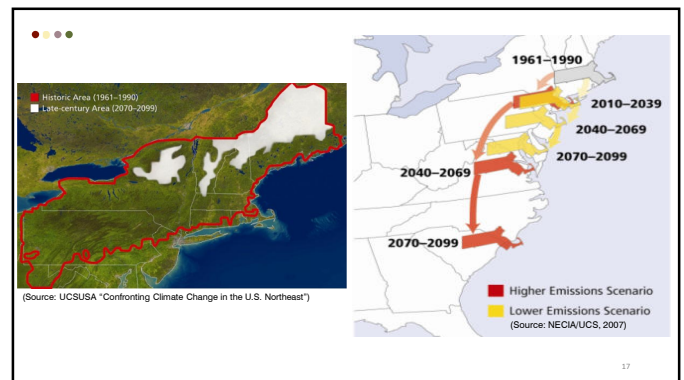 Historic Area (1961–1990)
Late-century Area (2070–2099)
(Source: UCSUSA “Confronting Climate Change in the U.S. Northeast”)
1961–1990
2010–2039
2040–2069
2070–2099
2040–2069
2070–2099
Higher Emissions Scenario
Lower Emissions Scenario
(Source: NECIA/UCS, 2007)
17